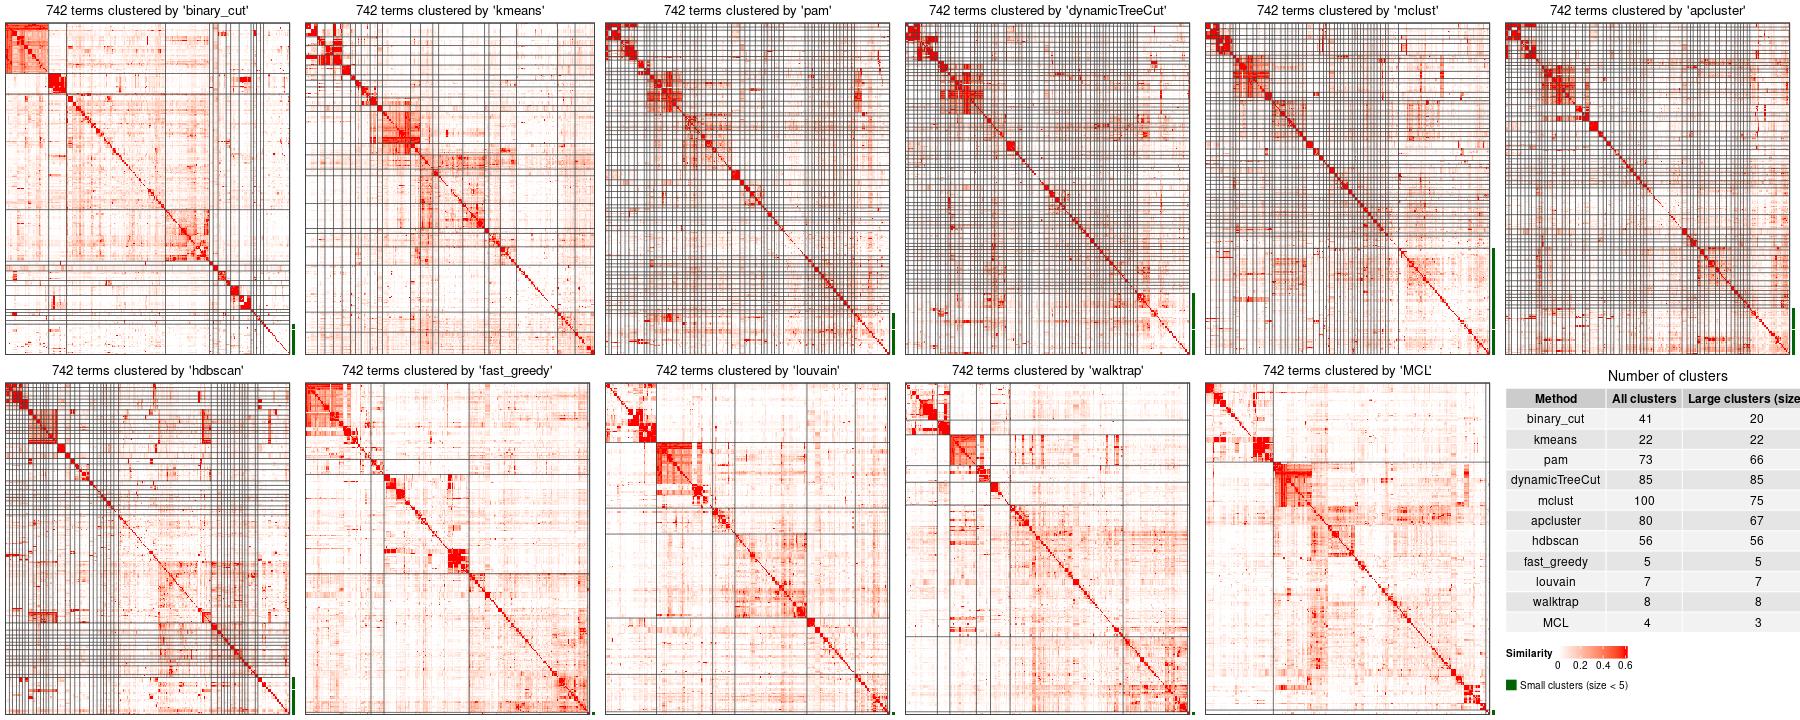 742 terms clustered by 'binary_cut'
742 terms clustered by 'kmeans'
742 terms clustered by 'pam'
742 terms clustered by 'dynamicTreeCut'
742 terms clustered by 'mclust'
742 terms clustered by 'apcluster'
742 terms clustered by 'hdbscan'
742 terms clustered by 'fast_greedy'
742 terms clustered by 'louvain'
742 terms clustered by 'walktrap'
742 terms clustered by 'MCL'
Number of clusters
Method All clusters Large clusters (size
binary_cut 41 20
kmeans 22 22
pam 73 66
dynamicTreeCut 85 85
mclust 100 75
apcluster 80 67
hdbscan 56 56
fast_greedy 5 5
louvain 7 7
walktrap 8 8
MCL 4 3
Similarity
0 0.2 0.4 0.6
Small clusters (size < 5)